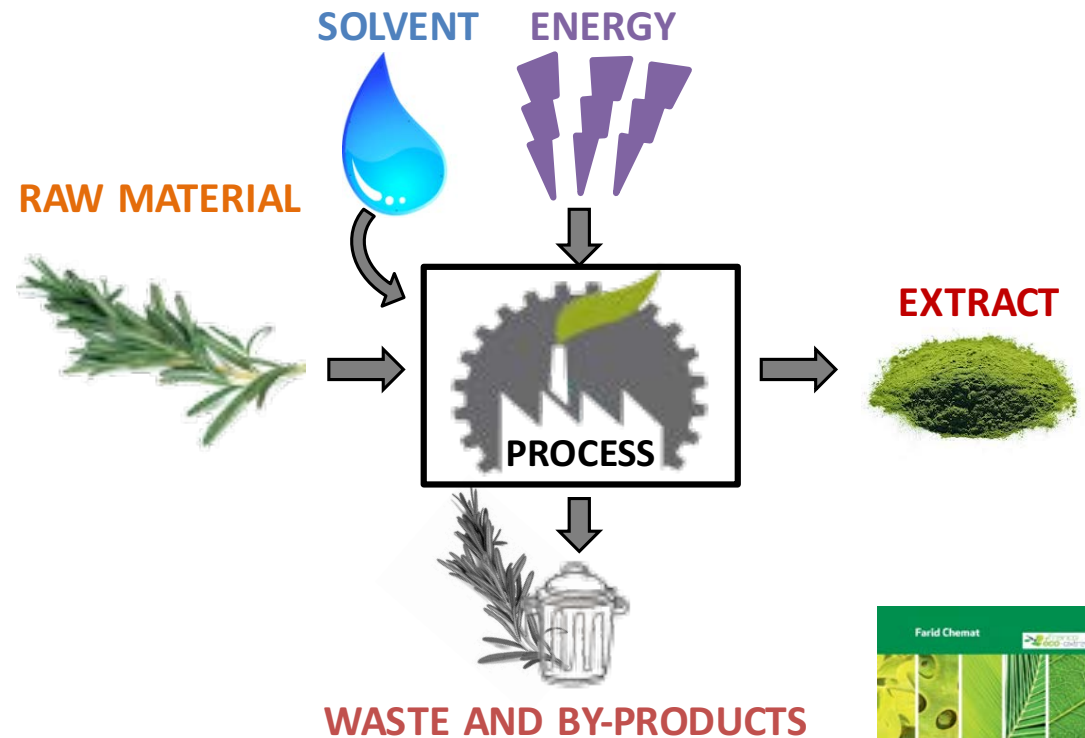 SOLVENT ENERGY
RAW MATERIAL
EXTRACT
PROCESS
WASTE AND BY-PRODUCTS
Farid Chemat